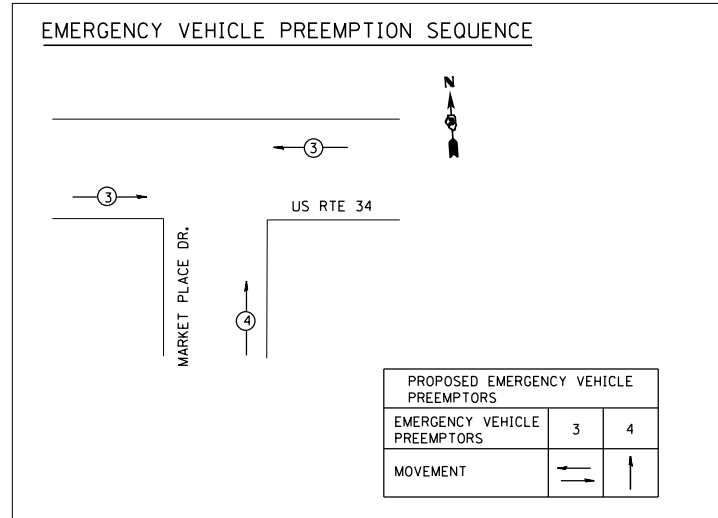 EMERGENCY VEHICLE PREEMPTION SEQUENCE
N
3
3
US RTE 34
MARKET PLACE DR.
4
PROPOSED EMERGENCY VEHICLE
PREEMPTORS
EMERGENCY VEHICLE
PREEMPTORS
3
4
MOVEMENT